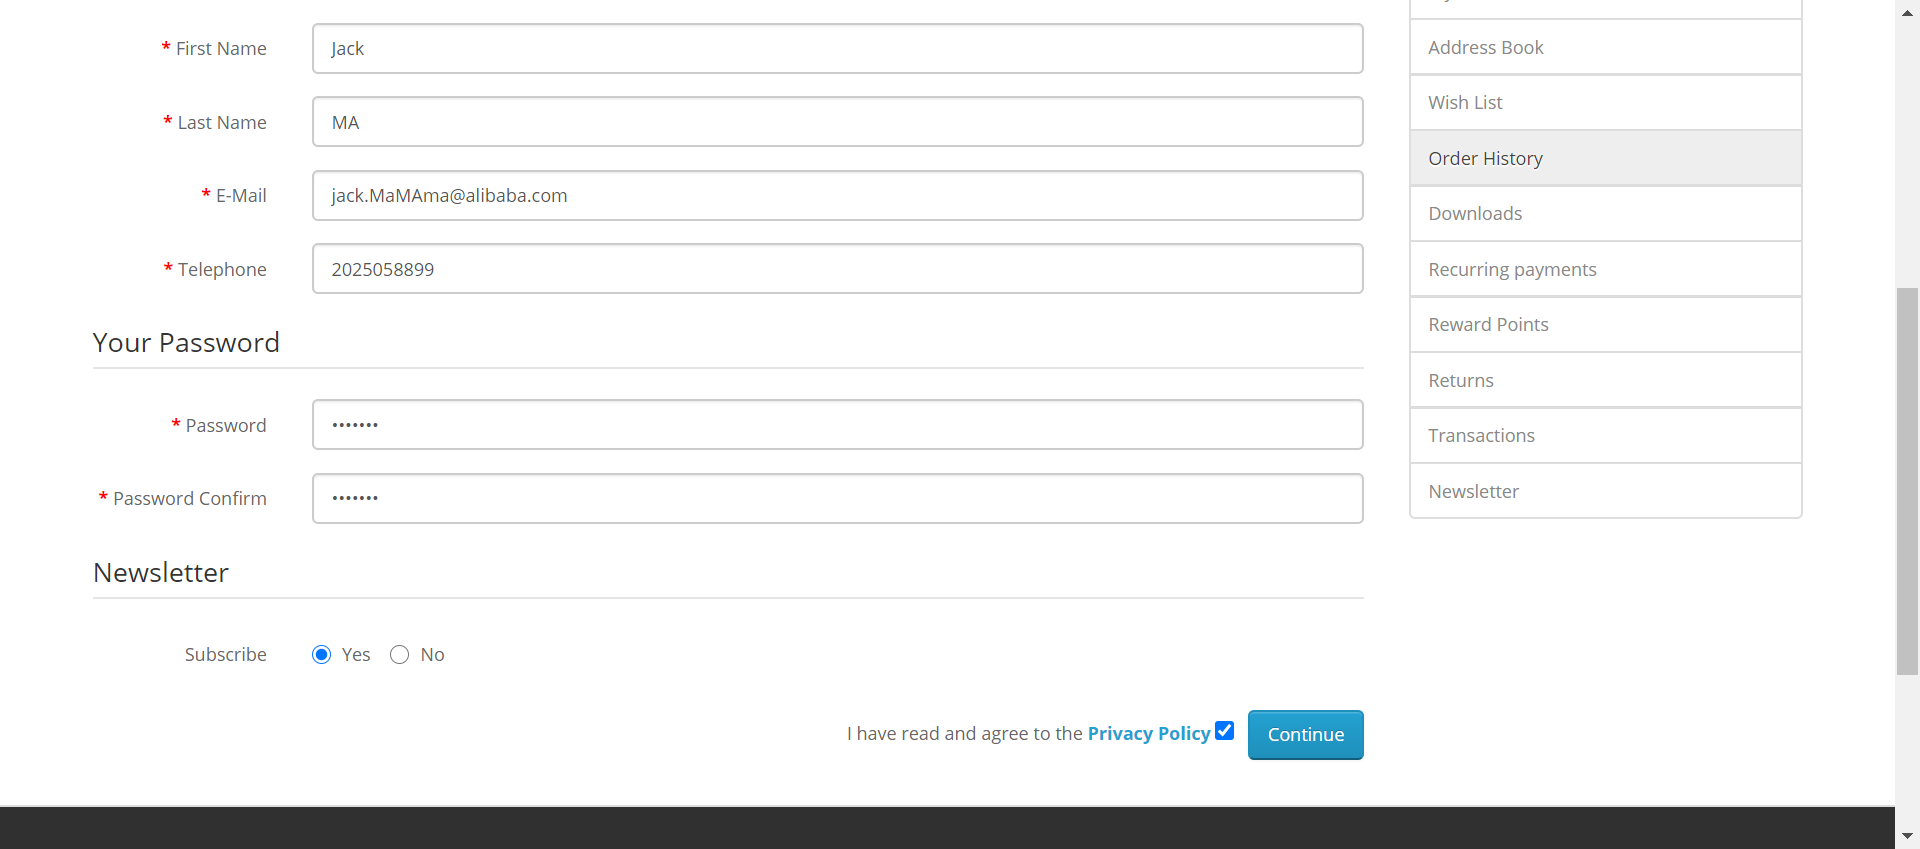 * First Name
Jack
* Last Name
MA
* E-Mail
jack.MaMAma@alibaba.com
* Telephone
2025058899
Your Password
* Password
•••••••
* Password Confirm
•••••••
Newsletter
Subscribe
Yes
No
I have read and agree to the Privacy Policy
Continue
Address Book
Wish List
Order History
Downloads
Recurring payments
Reward Points
Returns
Transactions
Newsletter